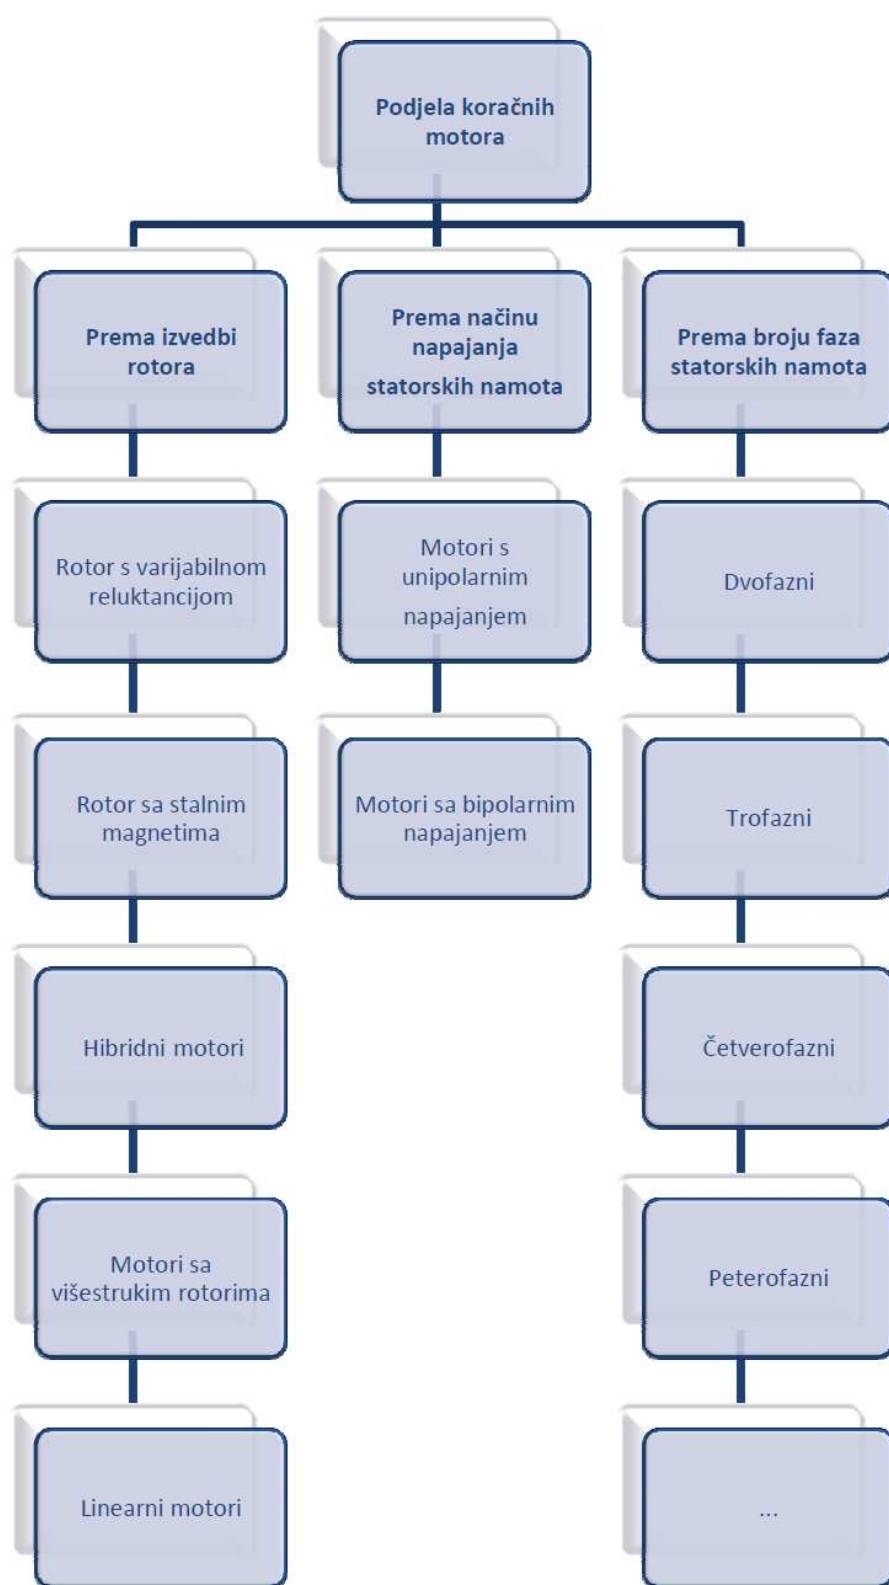 Podjela koračnih
motora
Prema izvedbi
rotora
Prema načinu
napajanja
statorskih namota
Prema broju faza
statorskih namota
Rotor s varijabilnom
reluktancijom
Motori s
unipolarnim
napajanjem
Dvofazni
Rotor sa stalnim
magnetima
Motori sa bipolarnim
napajanjem
Trofazni
Hibridni motori
Četverofazni
Motori sa
višestrukim rotorima
Peterofazni
Linearni motori
...